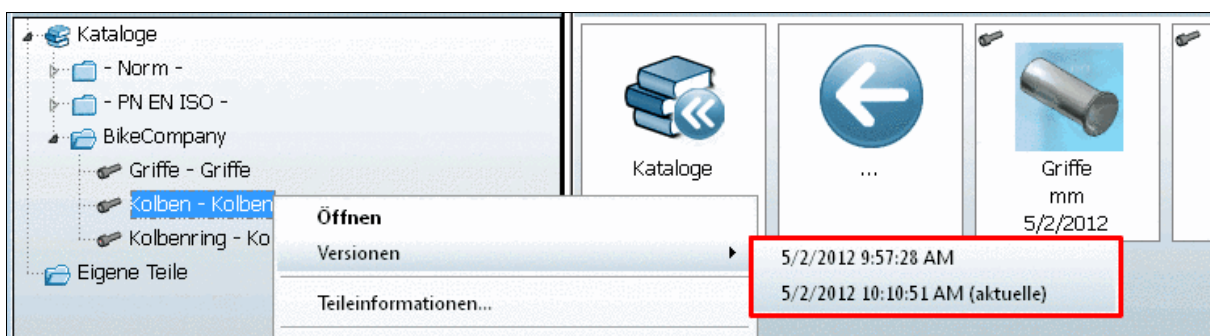 Kataloge
- Norm -
- PN EN ISO -
BikeCompany
Griffe - Griffe
Kolben - Kolben
Kolbenring - Ko
Eigene Teile
Öffnen
Versionen
Teileinformationen...
Kataloge
...
Griffe
mm
5/2/2012
5/2/2012 9:57:28 AM
5/2/2012 10:10:51 AM (aktuelle)